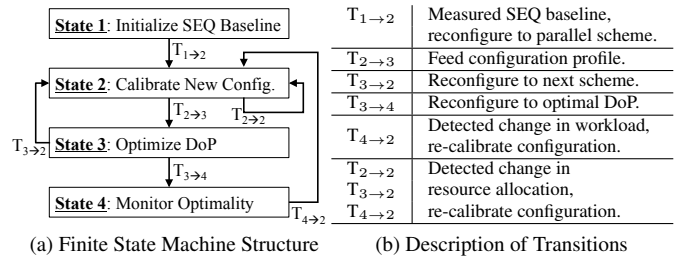 State 1: Initialize SEQ Baseline
T1→2
State 2: Calibrate New Config.
T2→3
T2→2
T3→2
State 3: Optimize DoP
T3→4
State 4: Monitor Optimality
T4→2
(a) Finite State Machine Structure
T1→2 Measured SEQ baseline,
reconfigure to parallel scheme.
T2→3 Feed configuration profile.
T3→2 Reconfigure to next scheme.
T3→4 Reconfigure to optimal DoP.
T4→2 Detected change in workload,
re-calibrate configuration.
T2→2 Detected change in
T3→2 resource allocation,
T4→2 re-calibrate configuration.
(b) Description of Transitions